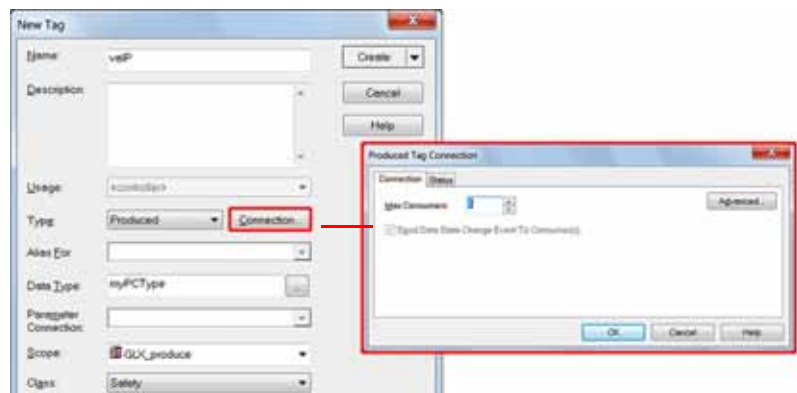 New Tag
Name:
valP
Create
Description:
Cancel
Help
Usage:
<controller>
Type:
Produced
Connection...
Alias For:
Data Type:
myPCType
...
Parameter
Connection:
Scope:
GLX_produce
Class:
Safety
Produced Tag Connection
Connection
Status
Max Consumers:
Advanced...
Send Data State Change Event To Consumer(s)
OK
Cancel
Help